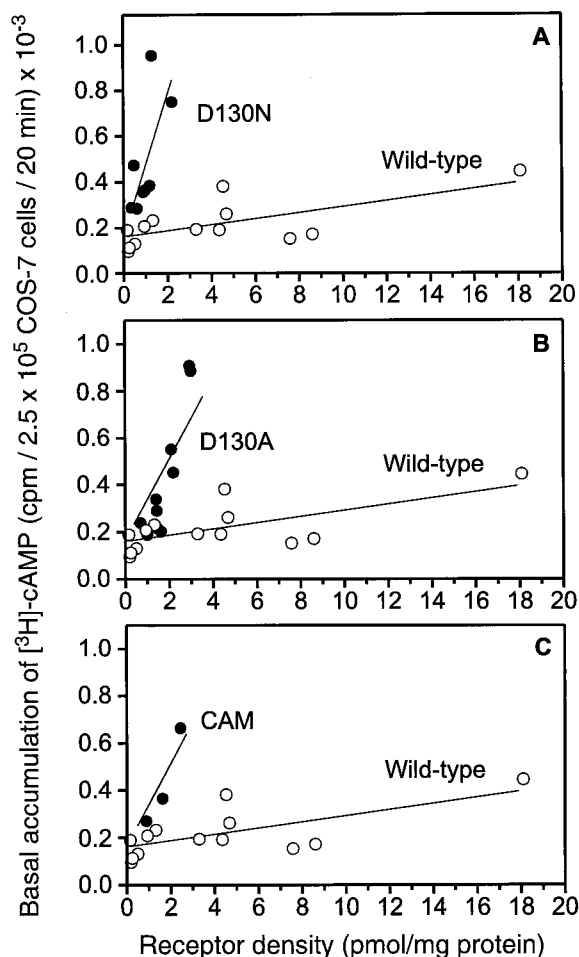 Basal accumulation of [³H]-cAMP (cpm / 2.5 x 10⁵ COS-7 cells / 20 min) x 10⁻³
A
1.0
0.8
0.6
0.4
0.2
0.0
D130N
Wild-type
0 2 4 6 8 10 12 14 16 18 20
B
1.0
0.8
0.6
0.4
0.2
0.0
D130A
Wild-type
0 2 4 6 8 10 12 14 16 18 20
C
1.0
0.8
0.6
0.4
0.2
0.0
CAM
Wild-type
0 2 4 6 8 10 12 14 16 18 20
Receptor density (pmol/mg protein)